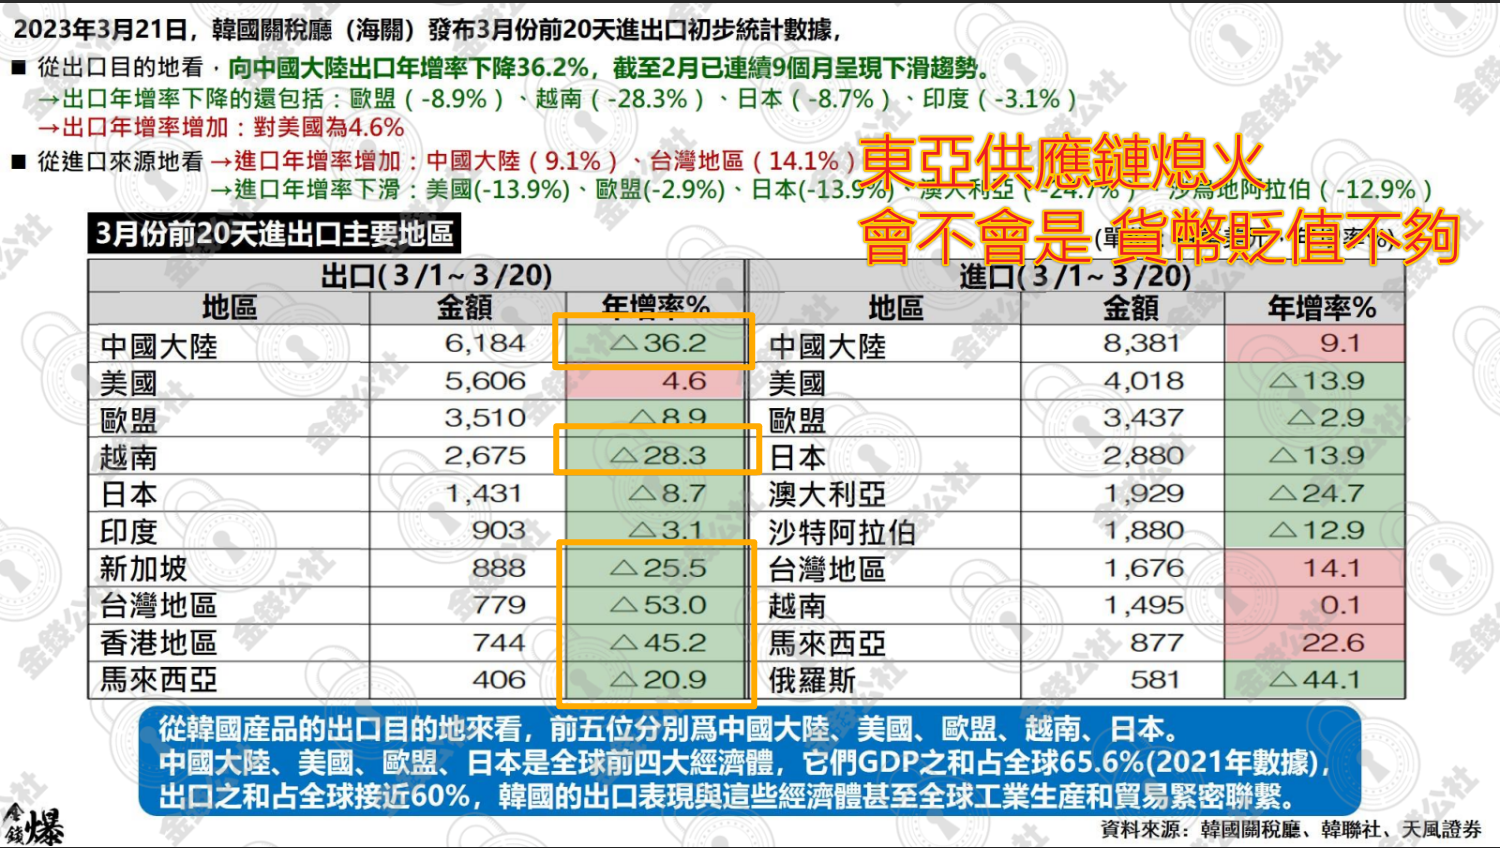 2023年3月21日，韓國關稅廳（海關）發布3月份前20天進出口初步統計數據，
■ 從出口目的地看，向中國大陸出口年增率下降36.2%，截至2月已連續9個月呈現下滑趨勢。
→出口年增率下降的還包括：歐盟（-8.9%）、越南（-28.3%）、日本（-8.7%）、印度（-3.1%）
→出口年增率增加：對美國為4.6%
■ 從進口來源地看 →進口年增率增加：中國大陸（9.1%）、台灣地區（14.1%）
→進口年增率下滑：美國(-13.9%)、歐盟(-2.9%)、日本(-13.9%)、澳大利亞（-24.7%）、沙烏地阿拉伯（-12.9%）
東亞供應鏈熄火
會不會是 貨幣貶值不夠
3月份前20天進出口主要地區
出口(3/1~3/20) 進口(3/1~3/20)
地區 金額 年增率% 地區 金額 年增率%
中國大陸 6,184 △36.2 中國大陸 8,381 9.1
美國 5,606 4.6 美國 4,018 △13.9
歐盟 3,510 △8.9 歐盟 3,437 △2.9
越南 2,675 △28.3 日本 2,880 △13.9
日本 1,431 △8.7 澳大利亞 1,929 △24.7
印度 903 △3.1 沙特阿拉伯 1,880 △12.9
新加坡 888 △25.5 台灣地區 1,676 14.1
台灣地區 779 △53.0 越南 1,495 0.1
香港地區 744 △45.2 馬來西亞 877 22.6
馬來西亞 406 △20.9 俄羅斯 581 △44.1
從韓國產品的出口目的地來看，前五位分別爲中國大陸、美國、歐盟、越南、日本。
中國大陸、美國、歐盟、日本是全球前四大經濟體，它們GDP之和占全球65.6%(2021年數據)，
出口之和占全球接近60%，韓國的出口表現與這些經濟體甚至全球工業生產和貿易緊密聯繫。
金錢爆
資料來源：韓國關稅廳、韓聯社、天風證券
金錢公社